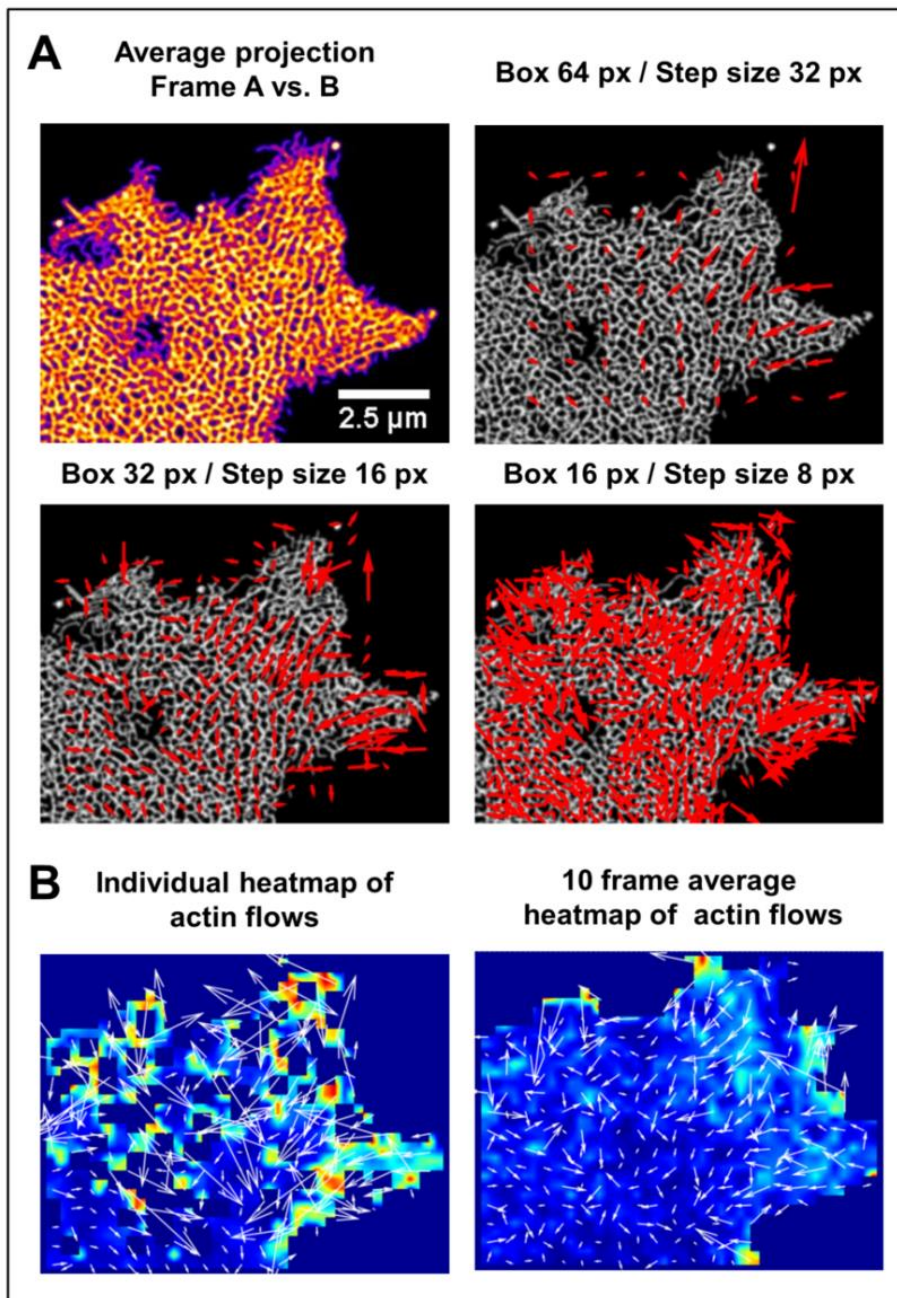 A
Average projection
Frame A vs. B
Box 64 px / Step size 32 px
2.5 µm
Box 32 px / Step size 16 px
Box 16 px / Step size 8 px
B
Individual heatmap of
actin flows
10 frame average
heatmap of actin flows